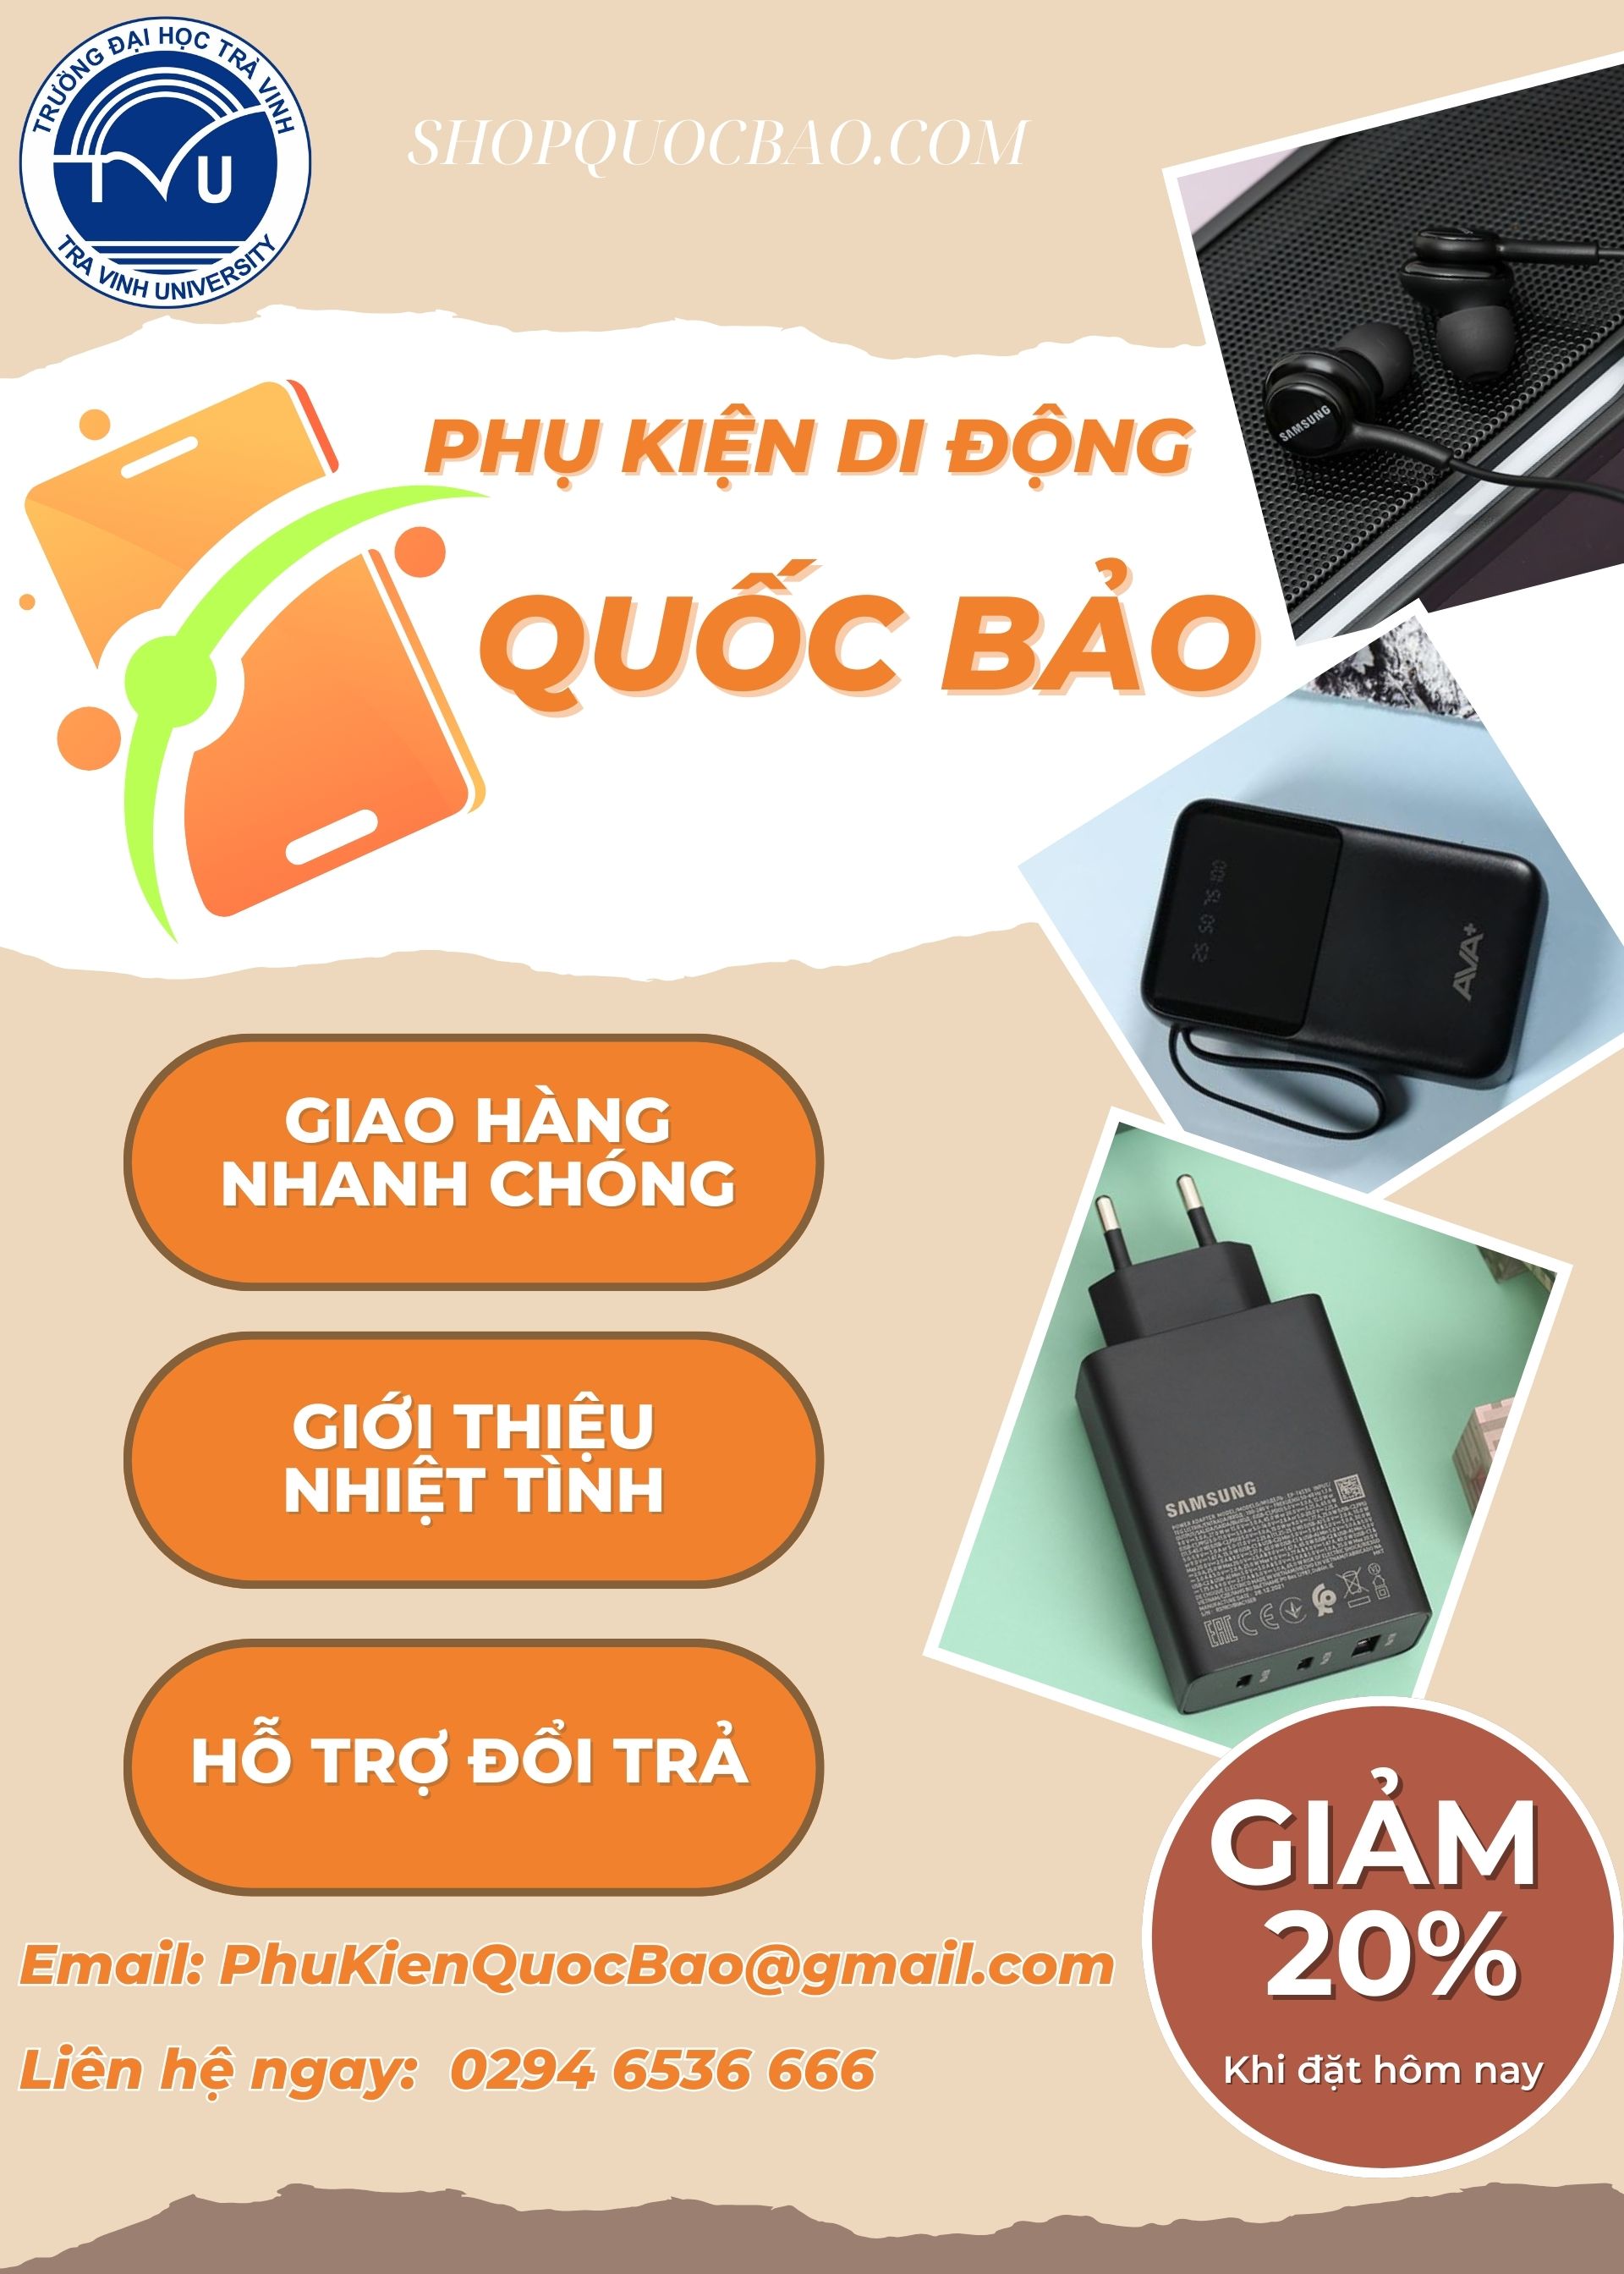 TRƯỜNG ĐẠI HỌC TRÀ VINH
T U
TRA VINH UNIVERSITY
SHOPQUOCBAO.COM
PHỤ KIỆN DI ĐỘNG
QUỐC BẢO
SAMSUNG
AVA+
SAMSUNG
GIAO HÀNG
NHANH CHÓNG
GIỚI THIỆU
NHIỆT TÌNH
HỖ TRỢ ĐỔI TRẢ
GIẢM
20%
Khi đặt hôm nay
Email: PhuKienQuocBao@gmail.com
Liên hệ ngay: 0294 6536 666